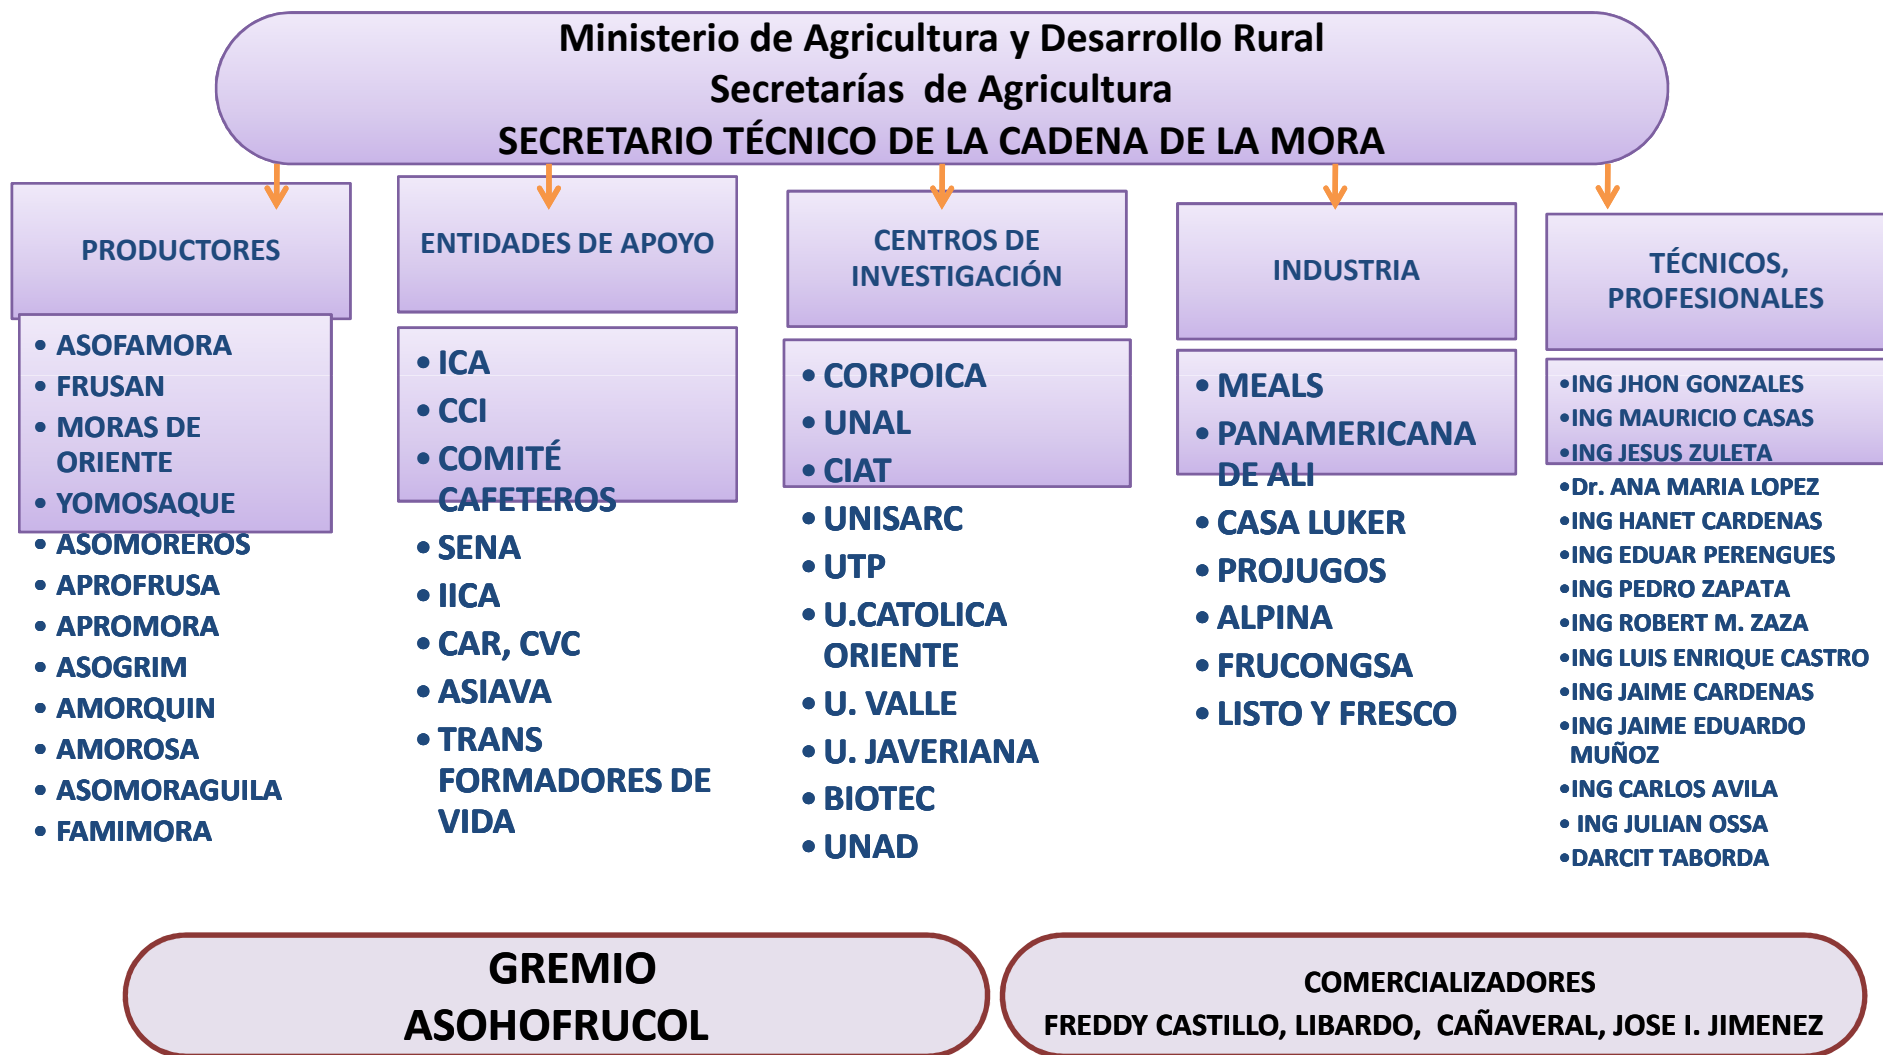 Ministerio de Agricultura y Desarrollo Rural
Secretarías de Agricultura
SECRETARIO TÉCNICO DE LA CADENA DE LA MORA
PRODUCTORES
• ASOFAMORA
• FRUSAN
• MORAS DE
ORIENTE
• YOMOSAQUE
• ASOMOREROS
• APROFRUSA
• APROMORA
• ASOGRIM
• AMORQUIN
• AMOROSA
• ASOMORAGUILA
• FAMIMORA
ENTIDADES DE APOYO
• ICA
• CCI
• COMITÉ
CAFETEROS
• SENA
• IICA
• CAR, CVC
• ASIAVA
• TRANS
FORMADORES DE
VIDA
CENTROS DE
INVESTIGACIÓN
• CORPOICA
• UNAL
• CIAT
• UNISARC
• UTP
• U.CATOLICA
ORIENTE
• U. VALLE
• U. JAVERIANA
• BIOTEC
• UNAD
INDUSTRIA
• MEALS
• PANAMERICANA
DE ALI
• CASA LUKER
• PROJUGOS
• ALPINA
• FRUCONGSA
• LISTO Y FRESCO
TÉCNICOS,
PROFESIONALES
•ING JHON GONZALES
•ING MAURICIO CASAS
•ING JESUS ZULETA
•Dr. ANA MARIA LOPEZ
•ING HANET CARDENAS
•ING EDUAR PERENGUES
•ING PEDRO ZAPATA
•ING ROBERT M. ZAZA
•ING LUIS ENRIQUE CASTRO
•ING JAIME CARDENAS
•ING JAIME EDUARDO
MUÑOZ
•ING CARLOS AVILA
• ING JULIAN OSSA
•DARCIT TABORDA
GREMIO
ASOHOFRUCOL
COMERCIALIZADORES
FREDDY CASTILLO, LIBARDO, CAÑAVERAL, JOSE I. JIMENEZ